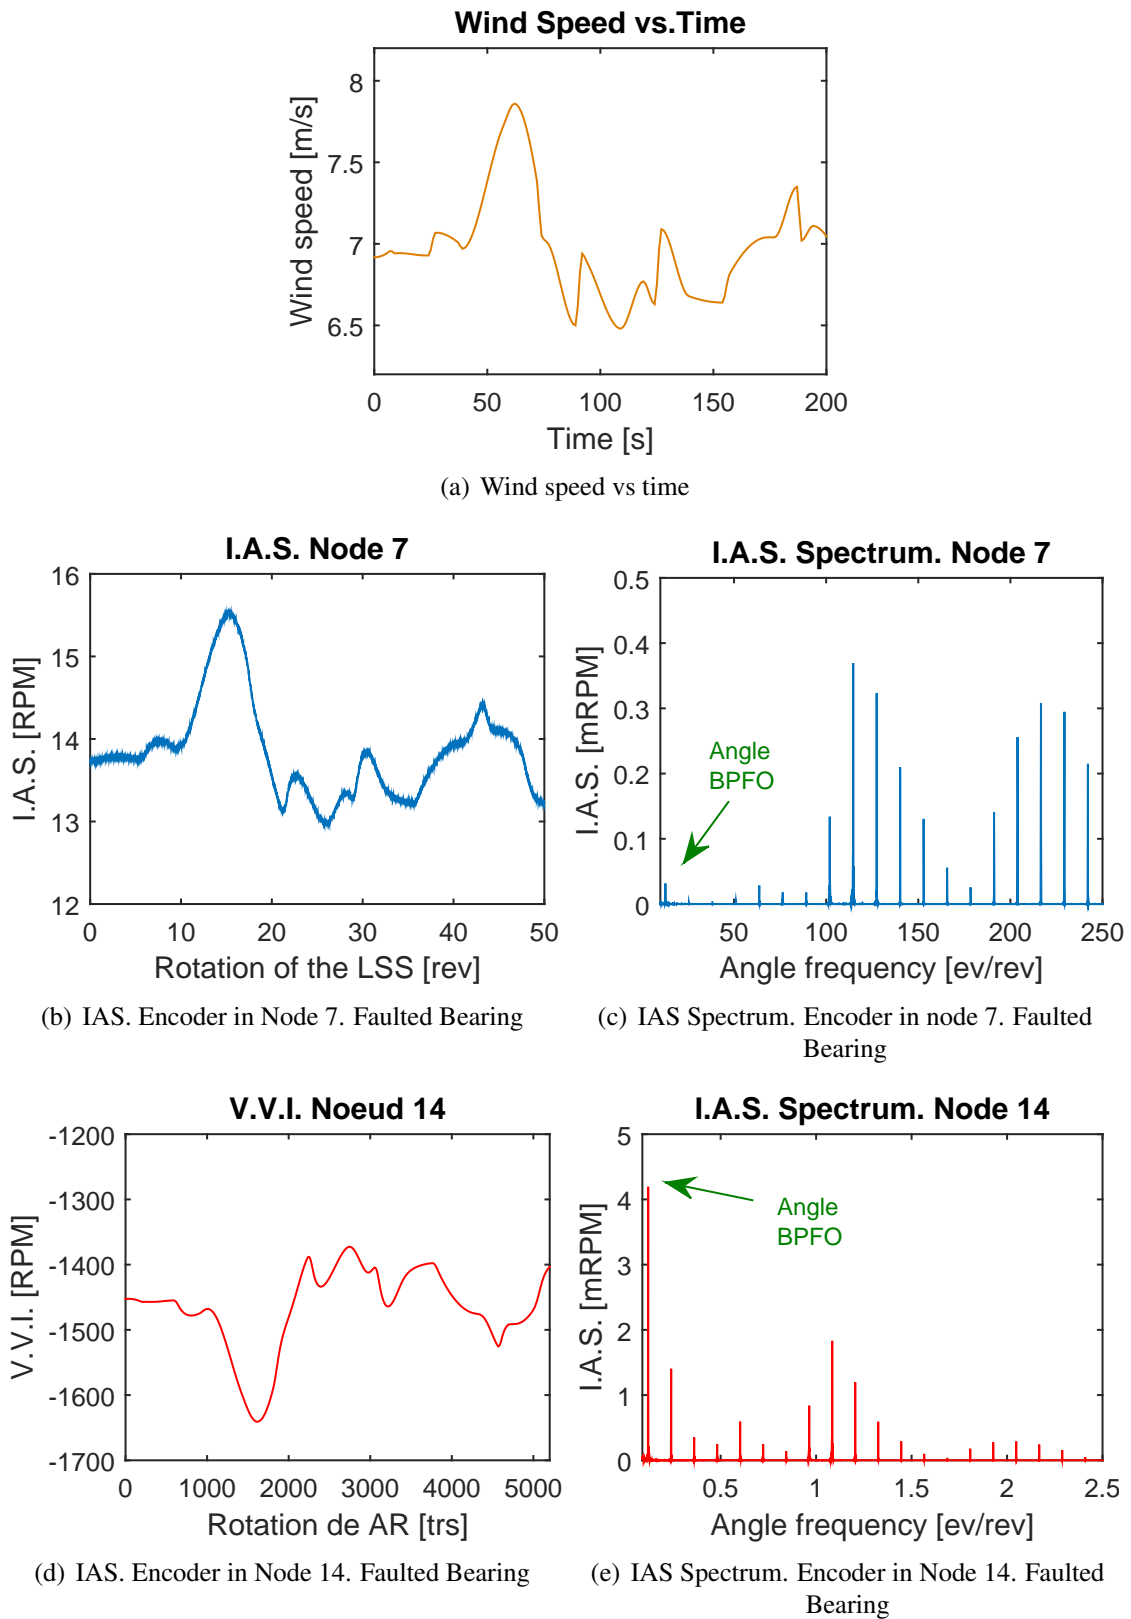 Wind Speed vs.Time
Wind speed [m/s]
8
7.5
7
6.5
0 50 100 150 200
Time [s]
(a) Wind speed vs time
I.A.S. Node 7
I.A.S. [RPM]
16
15
14
13
12
0 10 20 30 40 50
Rotation of the LSS [rev]
(b) IAS. Encoder in Node 7. Faulted Bearing
I.A.S. Spectrum. Node 7
I.A.S. [mRPM]
0.5
0.4
0.3
0.2
0.1
0
Angle
BPFO
50 100 150 200 250
Angle frequency [ev/rev]
(c) IAS Spectrum. Encoder in node 7. Faulted
Bearing
V.V.I. Noeud 14
V.V.I. [RPM]
-1200
-1300
-1400
-1500
-1600
-1700
0 1000 2000 3000 4000 5000
Rotation de AR [trs]
(d) IAS. Encoder in Node 14. Faulted Bearing
I.A.S. Spectrum. Node 14
I.A.S. [mRPM]
5
4
3
2
1
0
Angle
BPFO
0.5 1 1.5 2 2.5
Angle frequency [ev/rev]
(e) IAS Spectrum. Encoder in Node 14. Faulted
Bearing